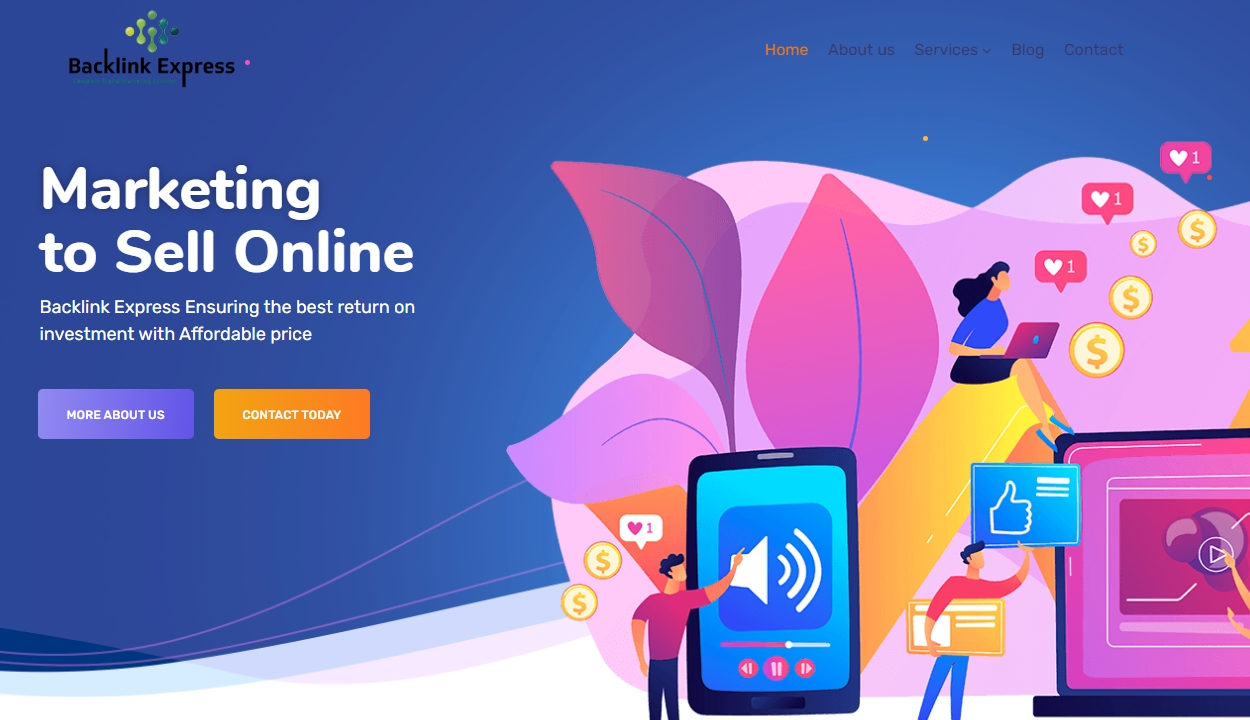 Backlink Express
Home
About us
Services
Blog
Contact
Marketing
to Sell Online
Backlink Express Ensuring the best return on
investment with Affordable price
MORE ABOUT US
CONTACT TODAY
1
1
1
1
$
$
$
$
$
$